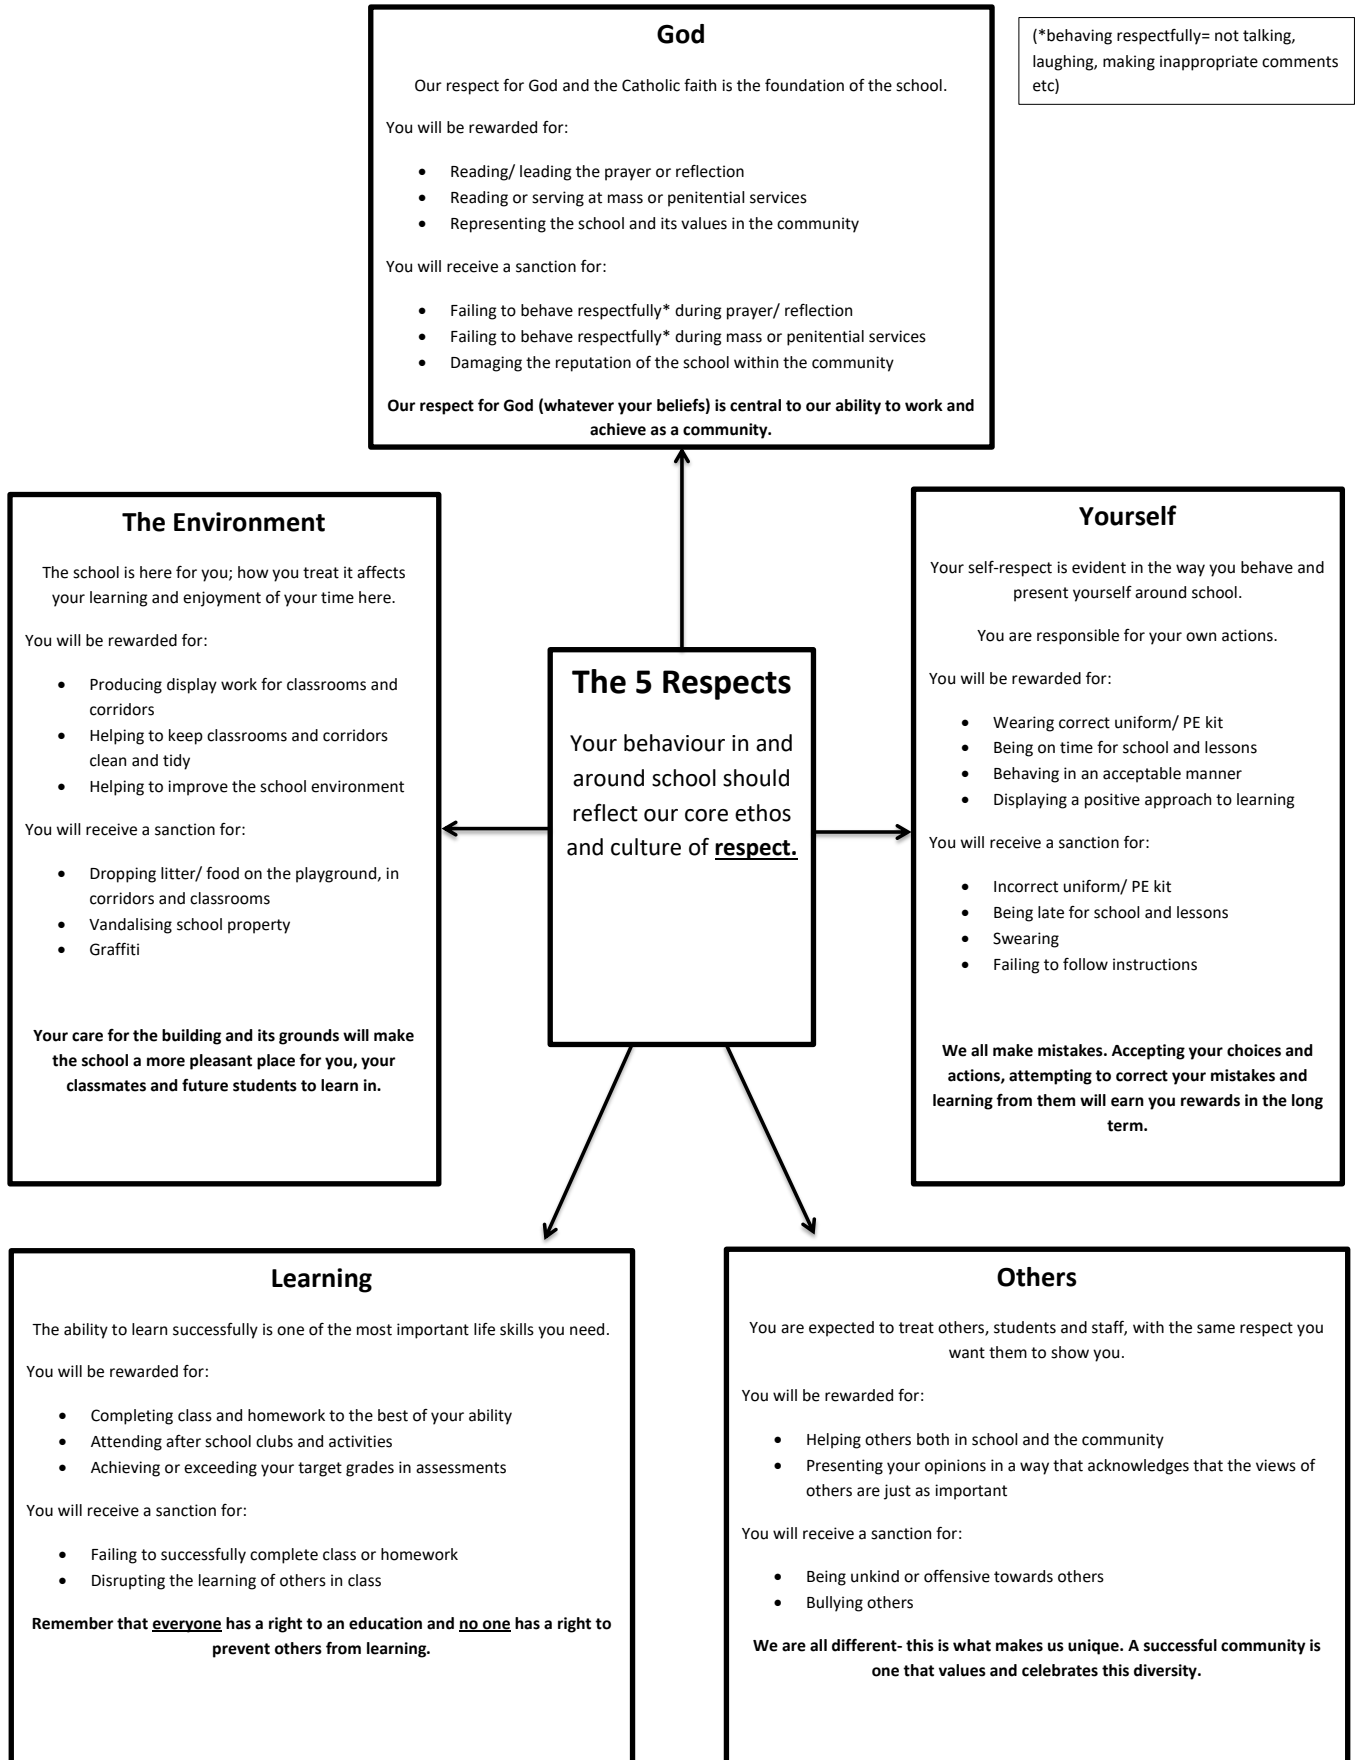 God
Our respect for God and the Catholic faith is the foundation of the school.
You will be rewarded for:
• Reading/ leading the prayer or reflection
• Reading or serving at mass or penitential services
• Representing the school and its values in the community
You will receive a sanction for:
• Failing to behave respectfully* during prayer/ reflection
• Failing to behave respectfully* during mass or penitential services
• Damaging the reputation of the school within the community
Our respect for God (whatever your beliefs) is central to our ability to work and
achieve as a community.
(*behaving respectfully= not talking,
laughing, making inappropriate comments
etc)
The Environment
The school is here for you; how you treat it affects
your learning and enjoyment of your time here.
You will be rewarded for:
• Producing display work for classrooms and
corridors
• Helping to keep classrooms and corridors
clean and tidy
• Helping to improve the school environment
You will receive a sanction for:
• Dropping litter/ food on the playground, in
corridors and classrooms
• Vandalising school property
• Graffiti
Your care for the building and its grounds will make
the school a more pleasant place for you, your
classmates and future students to learn in.
The 5 Respects
Your behaviour in and
around school should
reflect our core ethos
and culture of respect.
Yourself
Your self-respect is evident in the way you behave and
present yourself around school.
You are responsible for your own actions.
You will be rewarded for:
• Wearing correct uniform/ PE kit
• Being on time for school and lessons
• Behaving in an acceptable manner
• Displaying a positive approach to learning
You will receive a sanction for:
• Incorrect uniform/ PE kit
• Being late for school and lessons
• Swearing
• Failing to follow instructions
We all make mistakes. Accepting your choices and
actions, attempting to correct your mistakes and
learning from them will earn you rewards in the long
term.
Learning
The ability to learn successfully is one of the most important life skills you need.
You will be rewarded for:
• Completing class and homework to the best of your ability
• Attending after school clubs and activities
• Achieving or exceeding your target grades in assessments
You will receive a sanction for:
• Failing to successfully complete class or homework
• Disrupting the learning of others in class
Remember that everyone has a right to an education and no one has a right to
prevent others from learning.
Others
You are expected to treat others, students and staff, with the same respect you
want them to show you.
You will be rewarded for:
• Helping others both in school and the community
• Presenting your opinions in a way that acknowledges that the views of
others are just as important
You will receive a sanction for:
• Being unkind or offensive towards others
• Bullying others
We are all different- this is what makes us unique. A successful community is
one that values and celebrates this diversity.